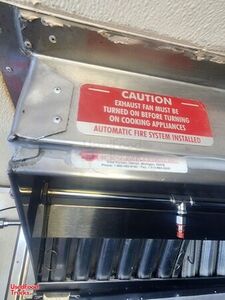 CAUTION
EXHAUST FAN MUST BE
TURNED ON BEFORE TURNING
ON COOKING APPLIANCES
AUTOMATIC FIRE SYSTEM INSTALLED